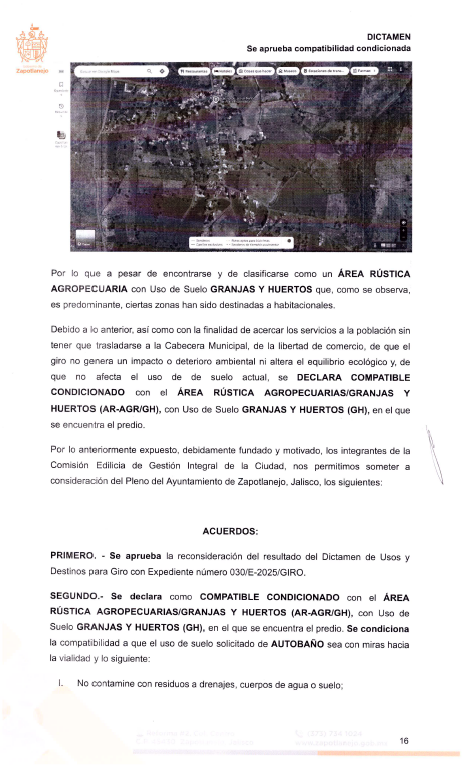 DICTAMEN
Se aprueba compatibilidad condicionada
Zapotlanejo
Restaurantes
Hoteles
Museos
Por lo que a pesar de encontrarse y de clasificarse como un ÁREA RÚSTICA
AGROPECUARIA con Uso de Suelo GRANJAS Y HUERTOS que, como se observa,
es predominante, ciertas zonas han sido destinadas a habitacionales.
Debido a lo anterior, así como con la finalidad de acercar los servicios a la población sin
tener que trasladarse a la Cabecera Municipal, de la libertad de comercio, de que el
giro no genera un impacto o deterioro ambiental ni altera el equilibrio ecológico y, de
que no afecta el uso de de suelo actual, se DECLARA COMPATIBLE
CONDICIONADO con el ÁREA RÚSTICA AGROPECUARIAS/GRANJAS Y
HUERTOS (AR-AGR/GH), con Uso de Suelo GRANJAS Y HUERTOS (GH), en el que
se encuentra el predio.
Por lo anteriormente expuesto, debidamente fundado y motivado, los integrantes de la
Comisión Edilicia de Gestión Integral de la Ciudad, nos permitimos someter a
consideración del Pleno del Ayuntamiento de Zapotlanejo, Jalisco, los siguientes:
ACUERDOS:
PRIMERO. - Se aprueba la reconsideración del resultado del Dictamen de Usos y
Destinos para Giro con Expediente número 030/E-2025/GIRO.
SEGUNDO.- Se declara como COMPATIBLE CONDICIONADO con el ÁREA
RÚSTICA AGROPECUARIAS/GRANJAS Y HUERTOS (AR-AGR/GH), con Uso de
Suelo GRANJAS Y HUERTOS (GH), en el que se encuentra el predio. Se condiciona
la compatibilidad a que el uso de suelo solicitado de AUTOBAÑO sea con miras hacia
la vialidad y lo siguiente:
I. No contamine con residuos a drenajes, cuerpos de agua o suelo;
16